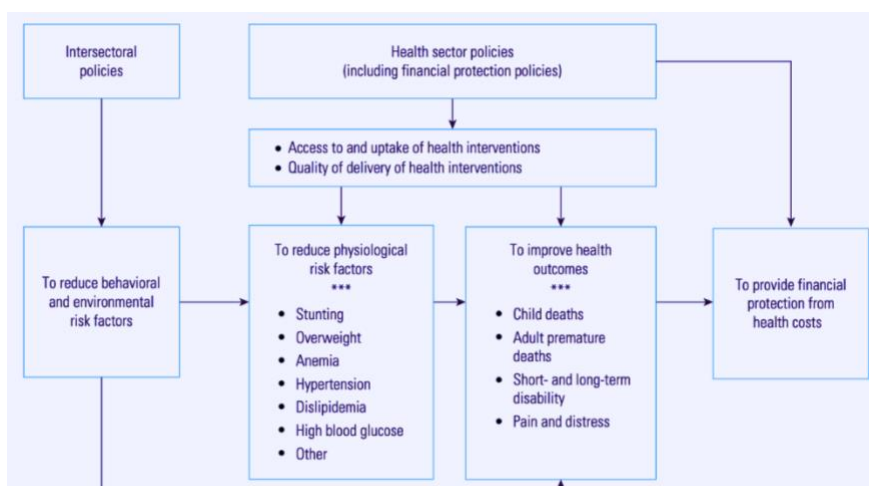 Intersectoral
policies
Health sector policies
(including financial protection policies)
• Access to and uptake of health interventions
• Quality of delivery of health interventions
To reduce behavioral
and environmental
risk factors
To reduce physiological
risk factors
***
• Stunting
• Overweight
• Anemia
• Hypertension
• Dislipidemia
• High blood glucose
• Other
To improve health
outcomes
***
• Child deaths
• Adult premature
deaths
• Short- and long-term
disability
• Pain and distress
To provide financial
protection from
health costs